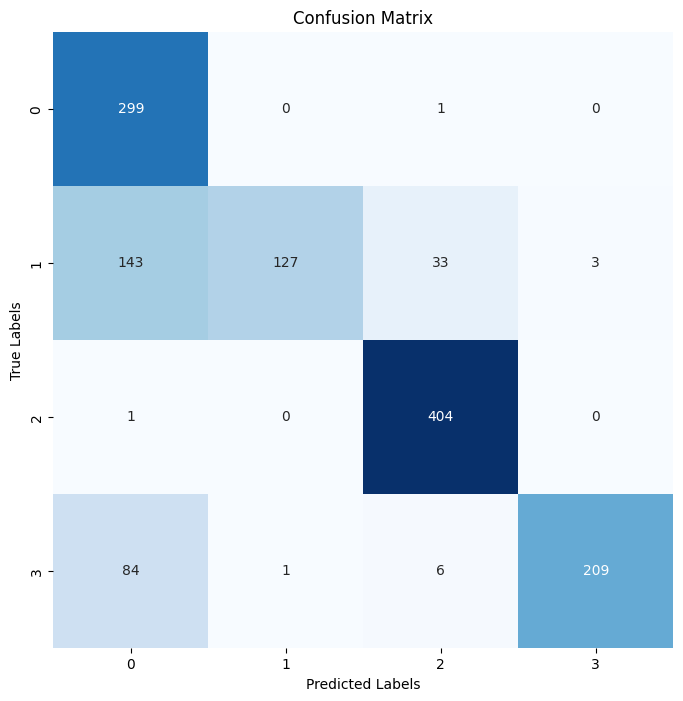 Confusion Matrix
0 299 0 1 0
1 143 127 33 3
2 1 0 404 0
3 84 1 6 209
True Labels
0 1 2 3
Predicted Labels